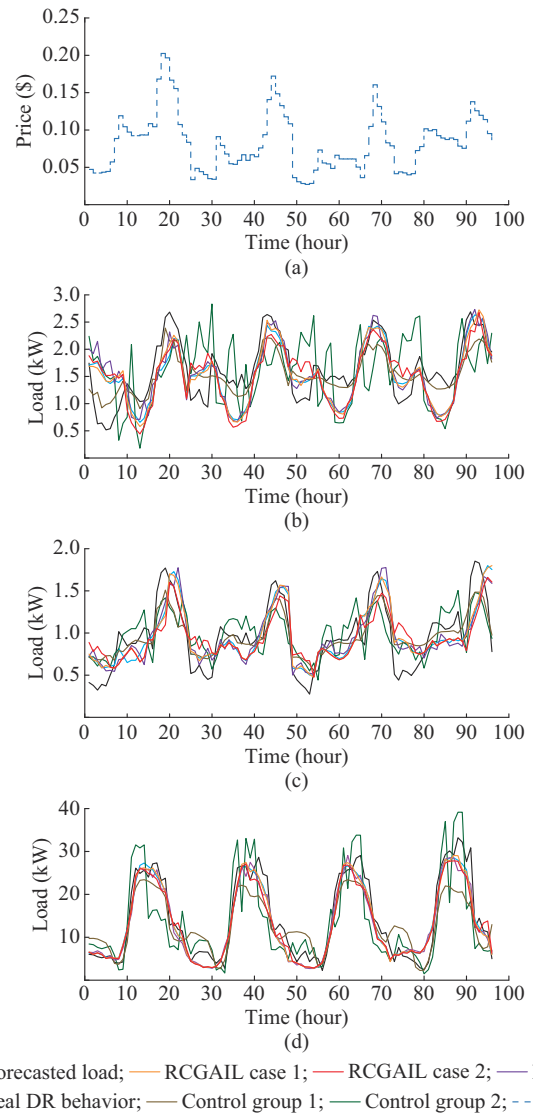 0.25
0.20
0.15
0.10
0.05
Price ($)
0 10 20 30 40 50 60 70 80 90 100
Time (hour)
(a)
3.0
2.5
2.0
1.5
1.0
0.5
Load (kW)
0 10 20 30 40 50 60 70 80 90 100
Time (hour)
(b)
2.0
1.5
1.0
0.5
Load (kW)
0 10 20 30 40 50 60 70 80 90 100
Time (hour)
(c)
40
30
20
10
Load (kW)
0 10 20 30 40 50 60 70 80 90 100
Time (hour)
(d)
orecasted load; RCGAIL case 1; RCGAIL case 2;
eal DR behavior; Control group 1; Control group 2;